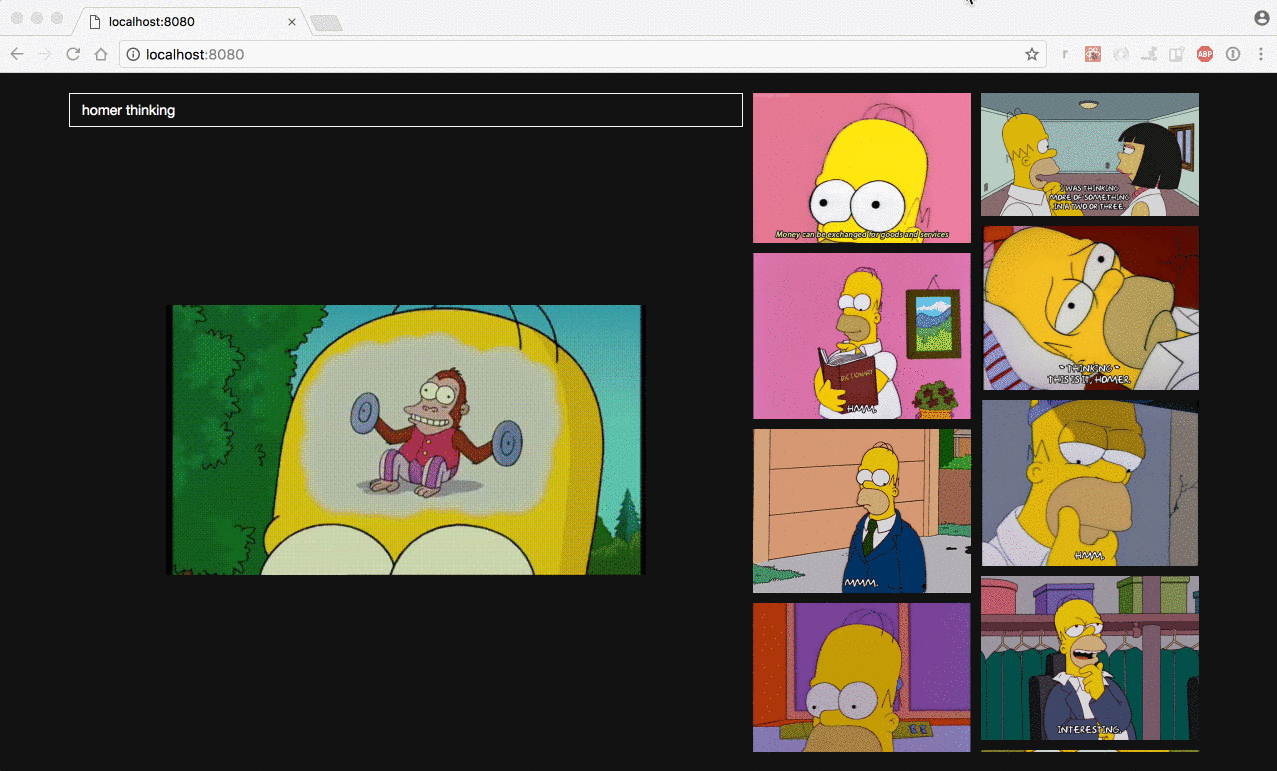 localhost:8080
localhost:8080
r
ABP
homer thinking
Money can be exchanged for goods and services
I WAS THINKING
MORE OF SOMETHING
IN A TWO OR THREE.
DICTIONARY
HMM.
* THINKING *
THIS IS IT, HOMER.
MMM.
HMM.
INTERESTING.